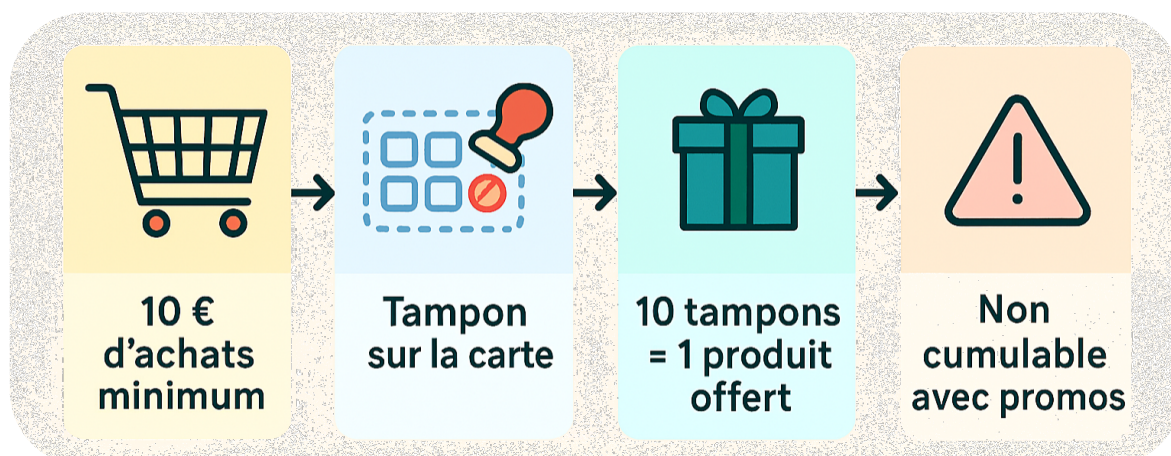 10 €
d'achats
minimum
Tampon
sur la carte
10 tampons
= 1 produit
offert
Non
cumulable
avec promos